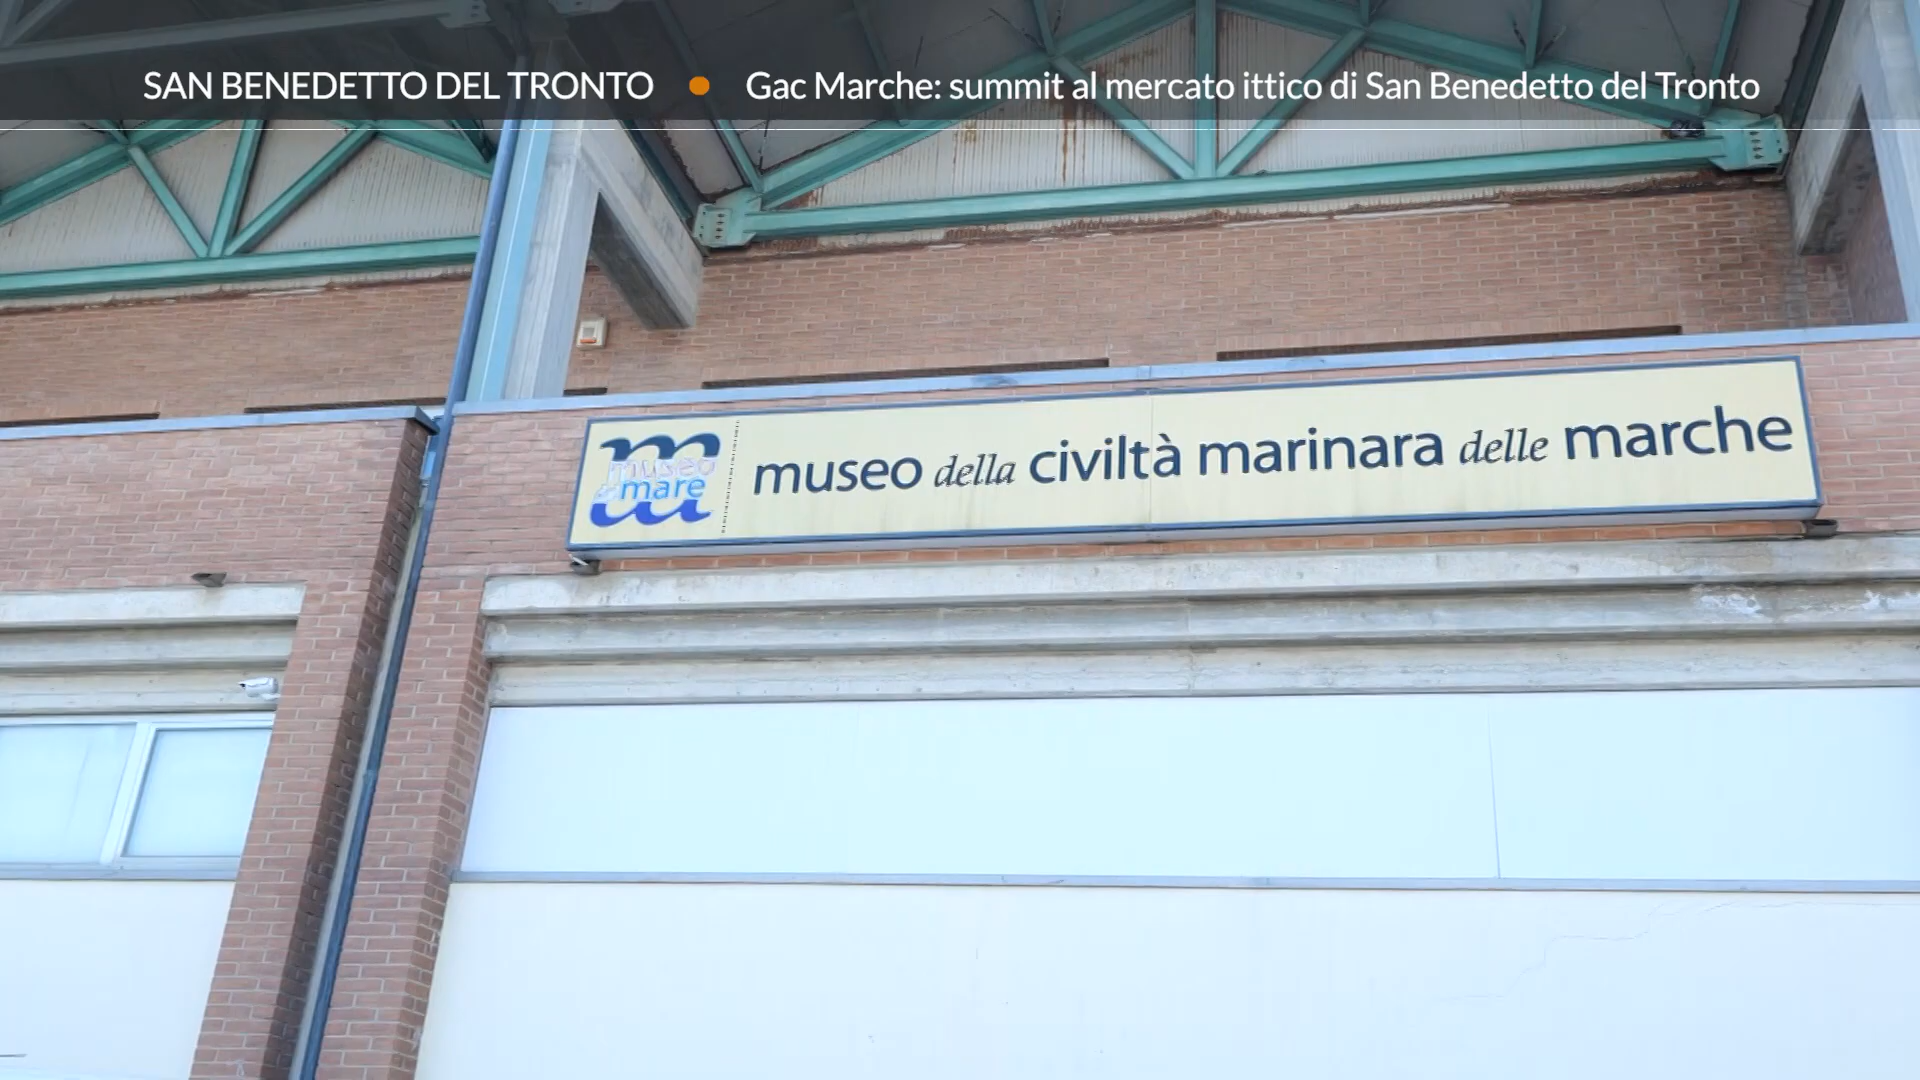 SAN BENEDETTO DEL TRONTO • Gac Marche: summit al mercato ittico di San Benedetto del Tronto
museo
del mare
museo della civiltà marinara delle marche